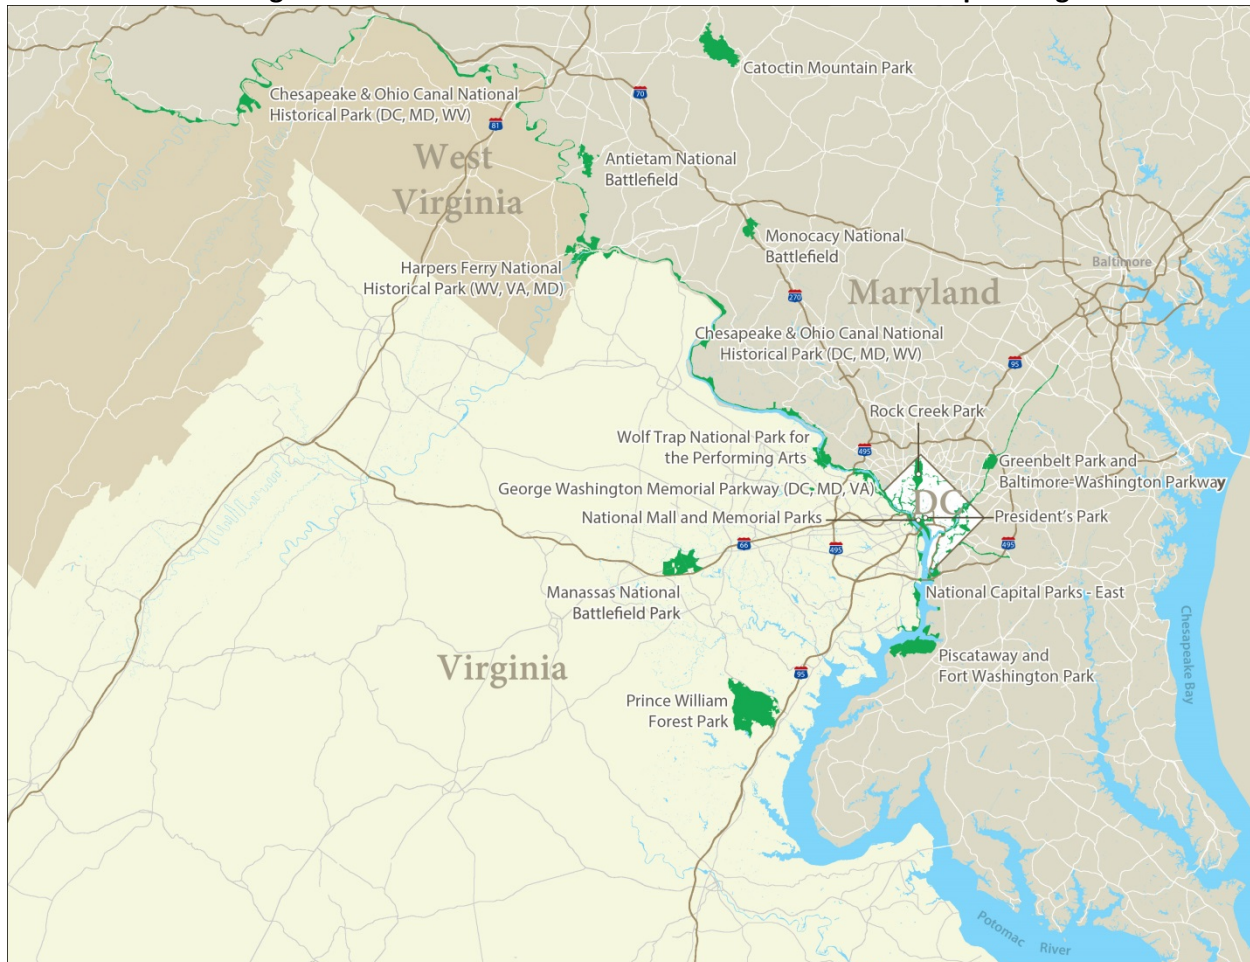 Catoctin Mountain Park
70
Chesapeake & Ohio Canal National
Historical Park (DC, MD, WV)
81
West
Virginia
Antietam National
Battlefield
Monocacy National
Battlefield
Harpers Ferry National
Historical Park (WV, VA, MD)
Baltimore
Maryland
270
Chesapeake & Ohio Canal National
Historical Park (DC, MD, WV)
95
Rock Creek Park
Wolf Trap National Park for
the Performing Arts
495
Greenbelt Park and
Baltimore-Washington Parkway
George Washington Memorial Parkway (DC, MD, VA)
DC
National Mall and Memorial Parks
President's Park
66
495
495
Manassas National
Battlefield Park
National Capital Parks - East
Chesapeake Bay
Virginia
Piscataway and
Fort Washington Park
95
Prince William
Forest Park
Potomac River